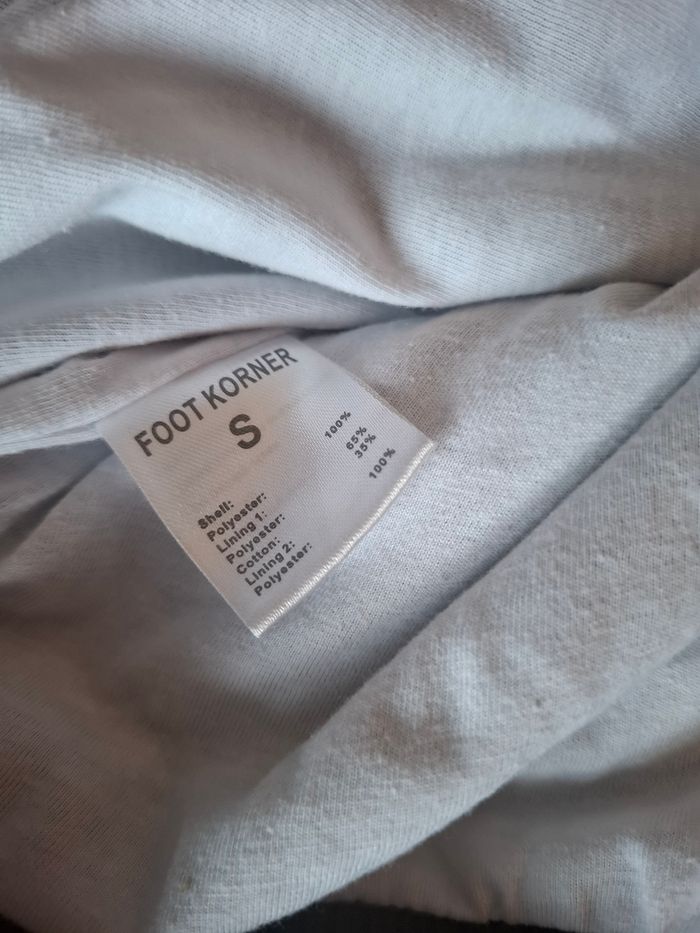 FOOT KORNER
S
Shell:
Polyester: 100%
Lining 1:
Polyester: 65%
Cotton: 35%
Lining 2:
Polyester: 100%